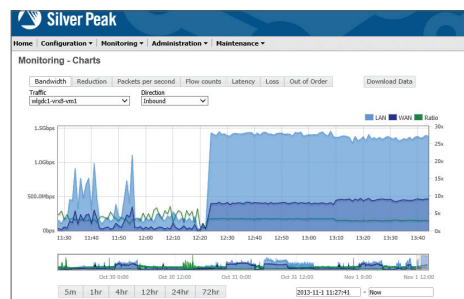 Silver Peak
Home Configuration Monitoring Administration Maintenance
Monitoring - Charts
Bandwidth Reduction Packets per second Flow counts Latency Loss Out of Order Download Data
Traffic Direction
Inbound
LAN WAN Ratio
1.5Gbps 30x
25x
1.0Gbps 20x
15x
500.0Mbps 10x
5x
0bps 0x
11:30 11:40 11:50 12:00 12:10 12:20 12:30 12:40 12:50 13:00 13:10 13:20 13:30 13:40
Oct 30 0:00 Oct 30 12:00 Oct 31 0:00 Oct 31 12:00 Nov 1 0:00 Nov 1 12:00
5m 1hr 4hr 12hr 24hr 72hr 2013-11-1 11:27:41 - Now